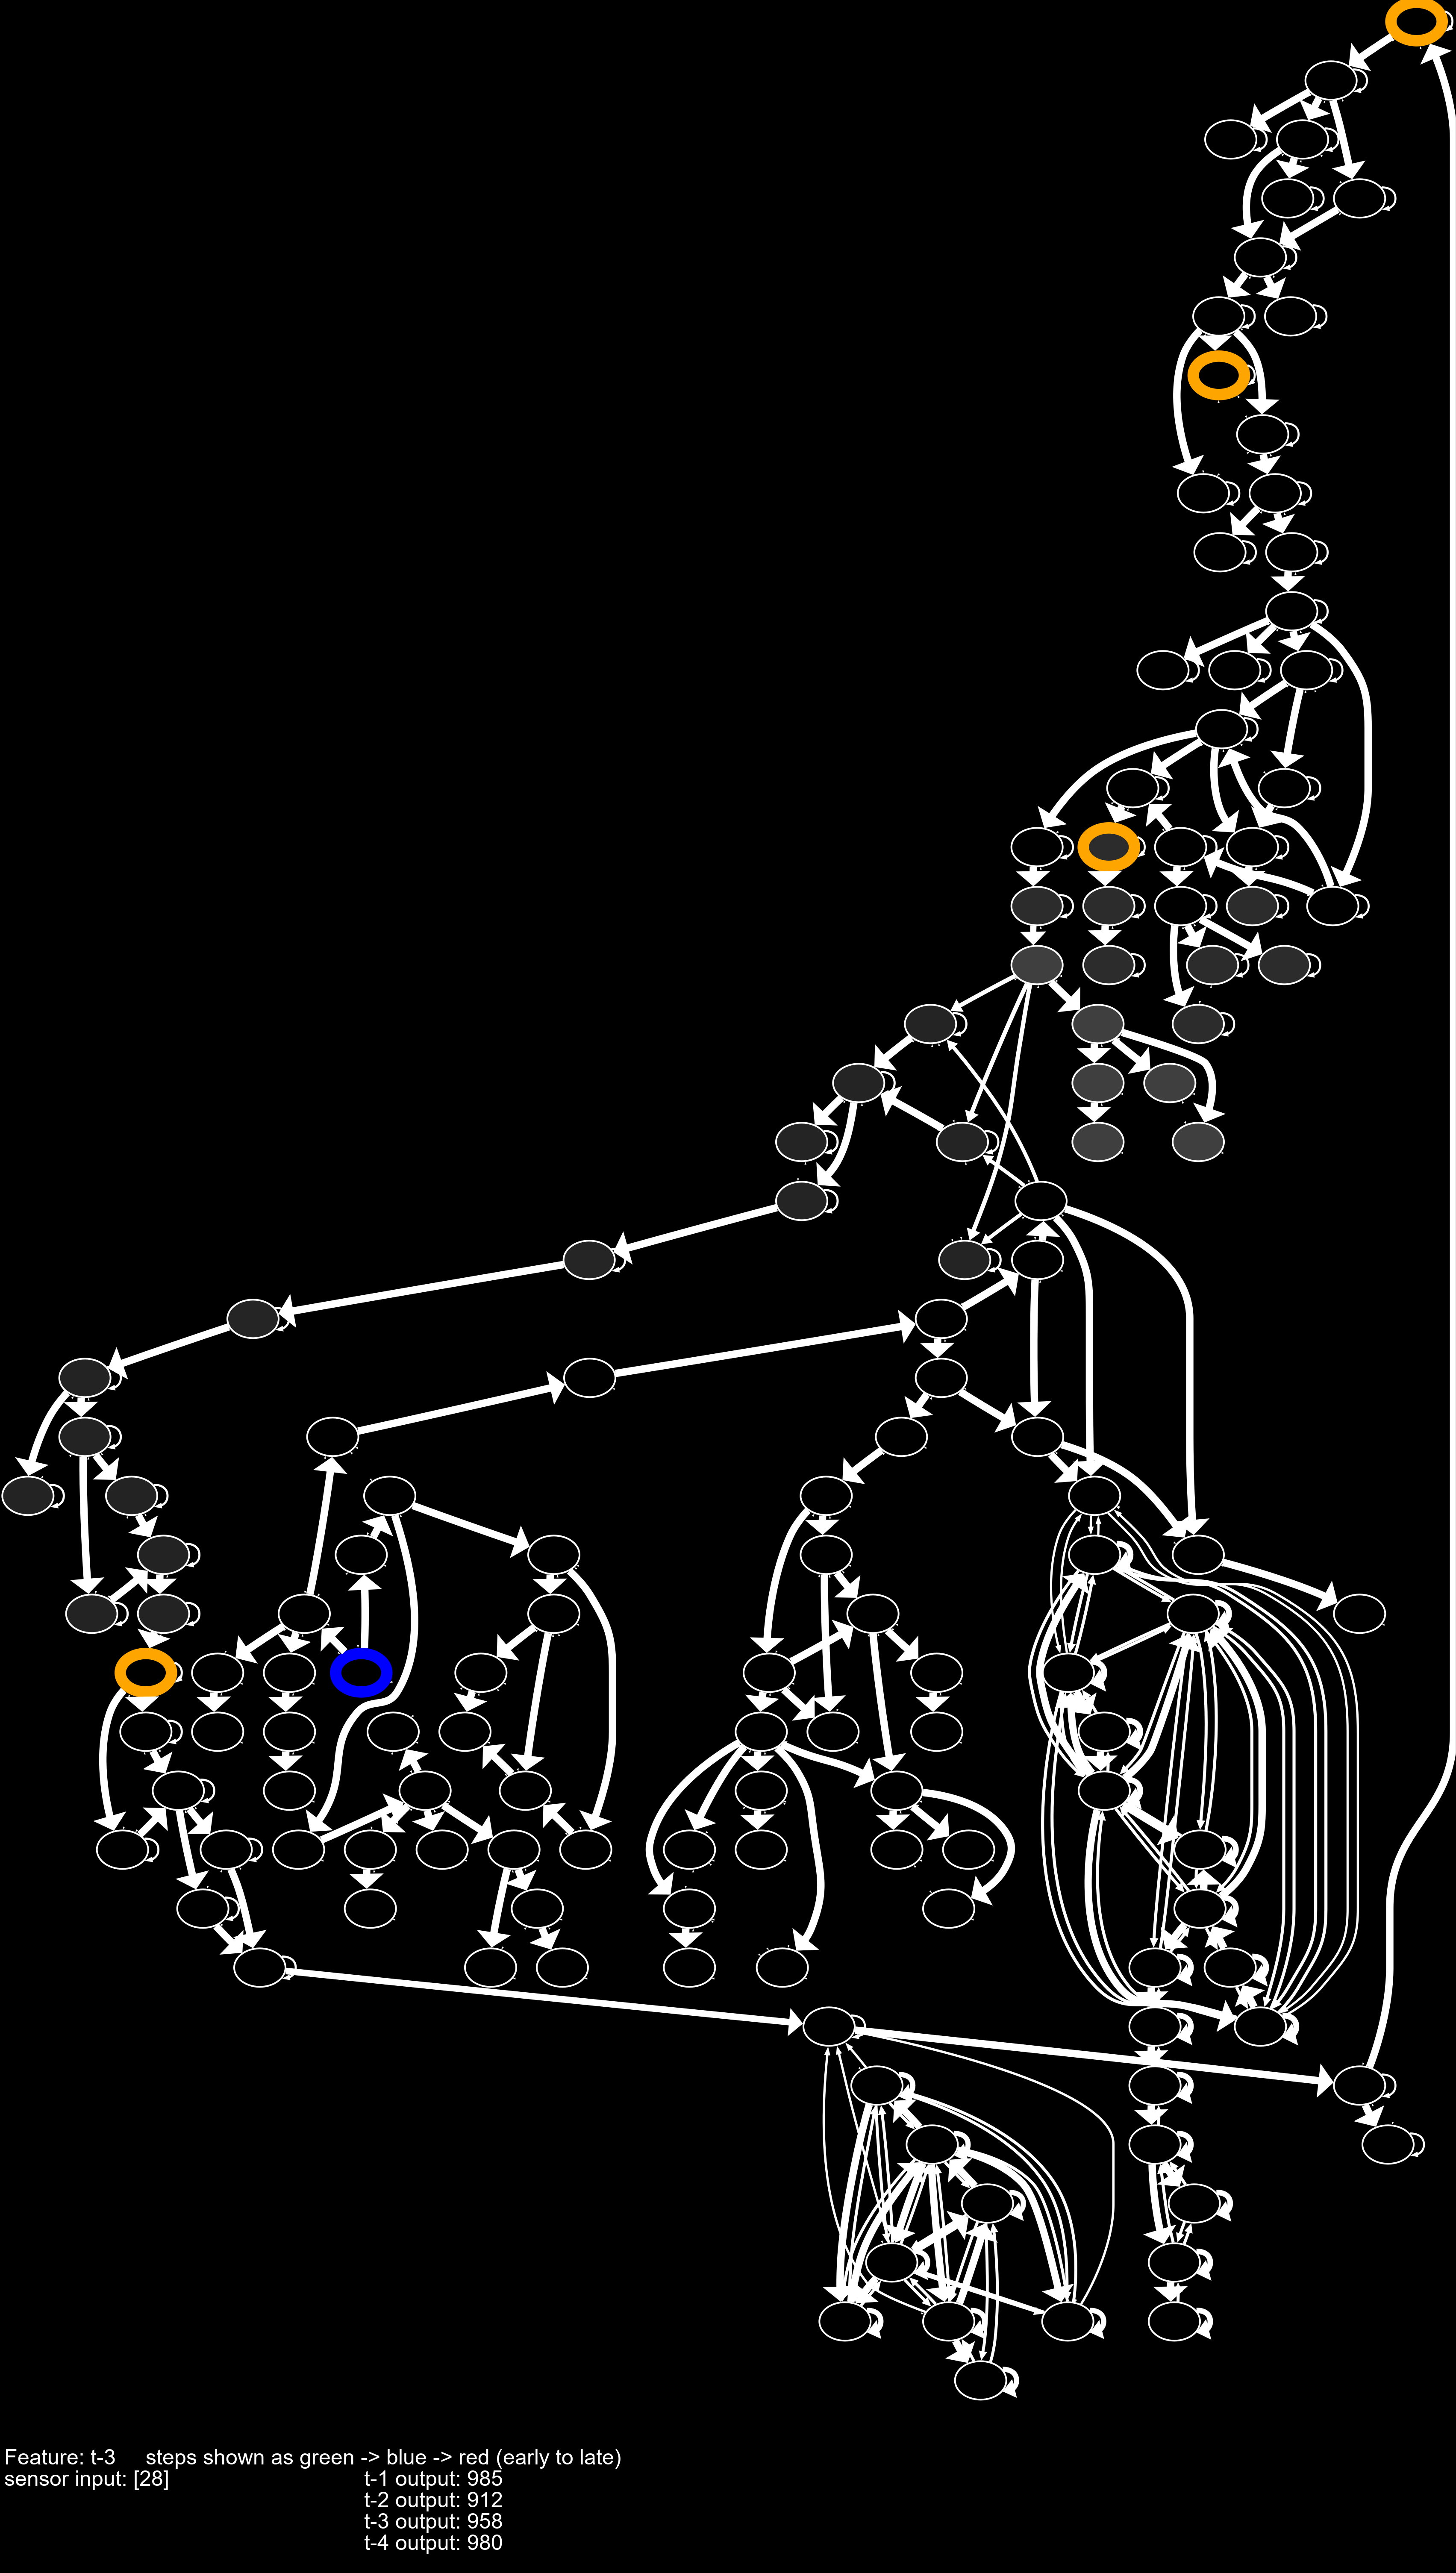 Feature: t-3 steps shown as green -> blue -> red (early to late)
sensor input: [28] t-1 output: 985
t-2 output: 912
t-3 output: 958
t-4 output: 980